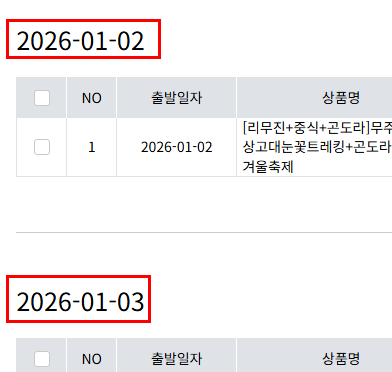 2026-01-02
NO 출발일자 상품명
[리무진+중식+곤도라]무주
1 2026-01-02 상고대눈꽃트레킹+곤도라
겨울축제
2026-01-03
NO 출발일자 상품명